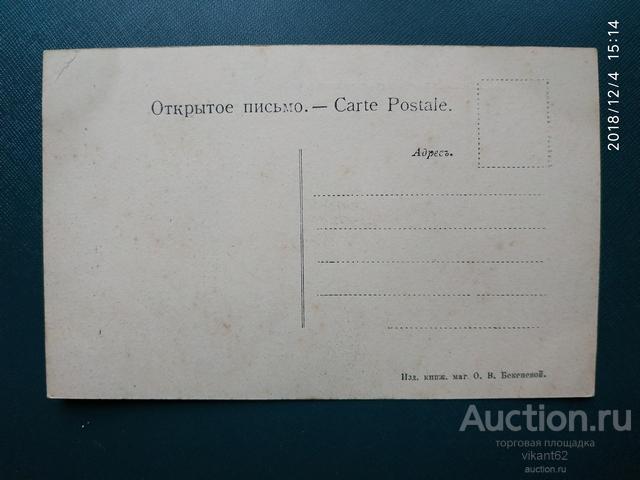 Открытое письмо. — Carte Postale.
Адресъ.
Изд. книж. маг. О. В. Бекеневой.
2018/12/4 15:14
Auction.ru
торговая площадка
vikant62
auction.ru